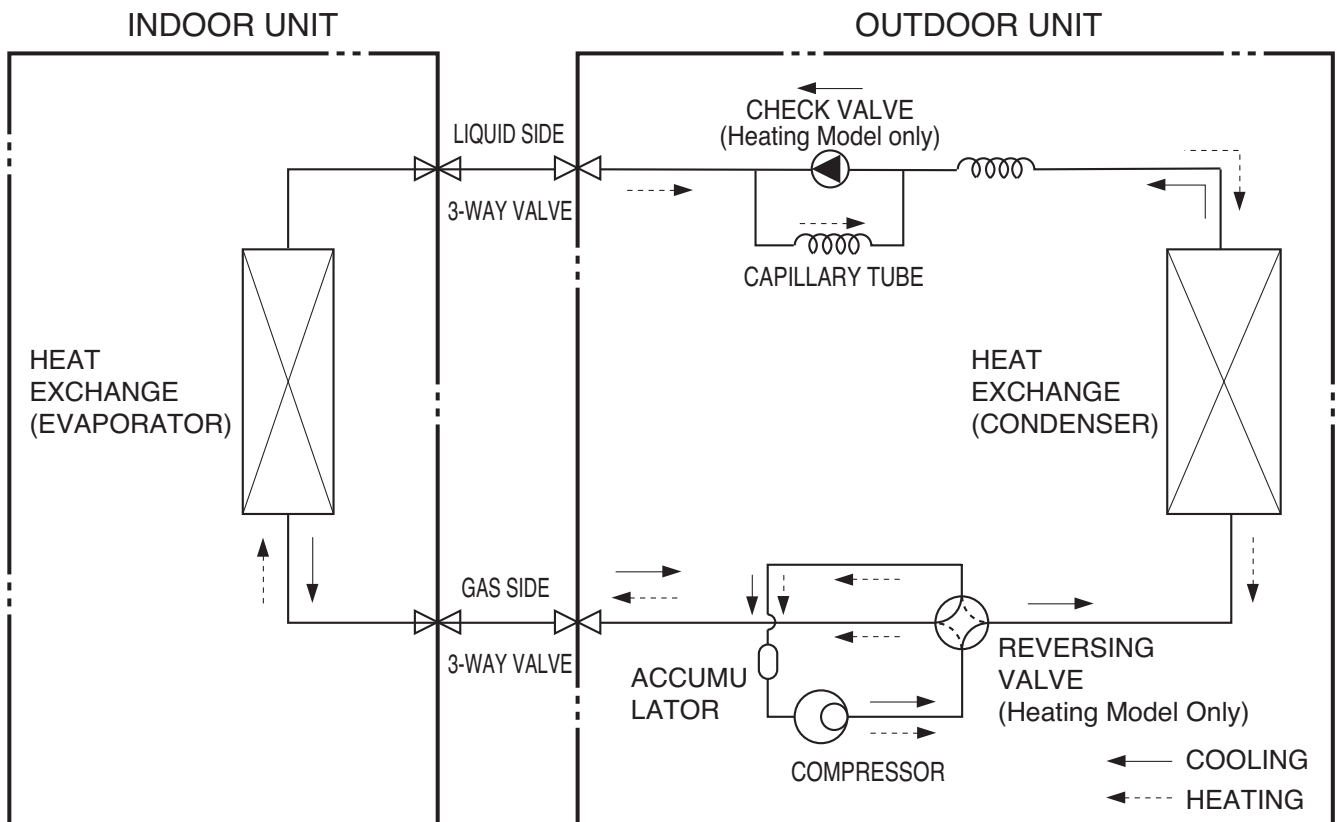 INDOOR UNIT
OUTDOOR UNIT
LIQUID SIDE
3-WAY VALVE
CHECK VALVE
(Heating Model only)
CAPILLARY TUBE
HEAT
EXCHANGE
(EVAPORATOR)
HEAT
EXCHANGE
(CONDENSER)
GAS SIDE
3-WAY VALVE
ACCUMU
LATOR
COMPRESSOR
REVERSING
VALVE
(Heating Model Only)
COOLING
HEATING